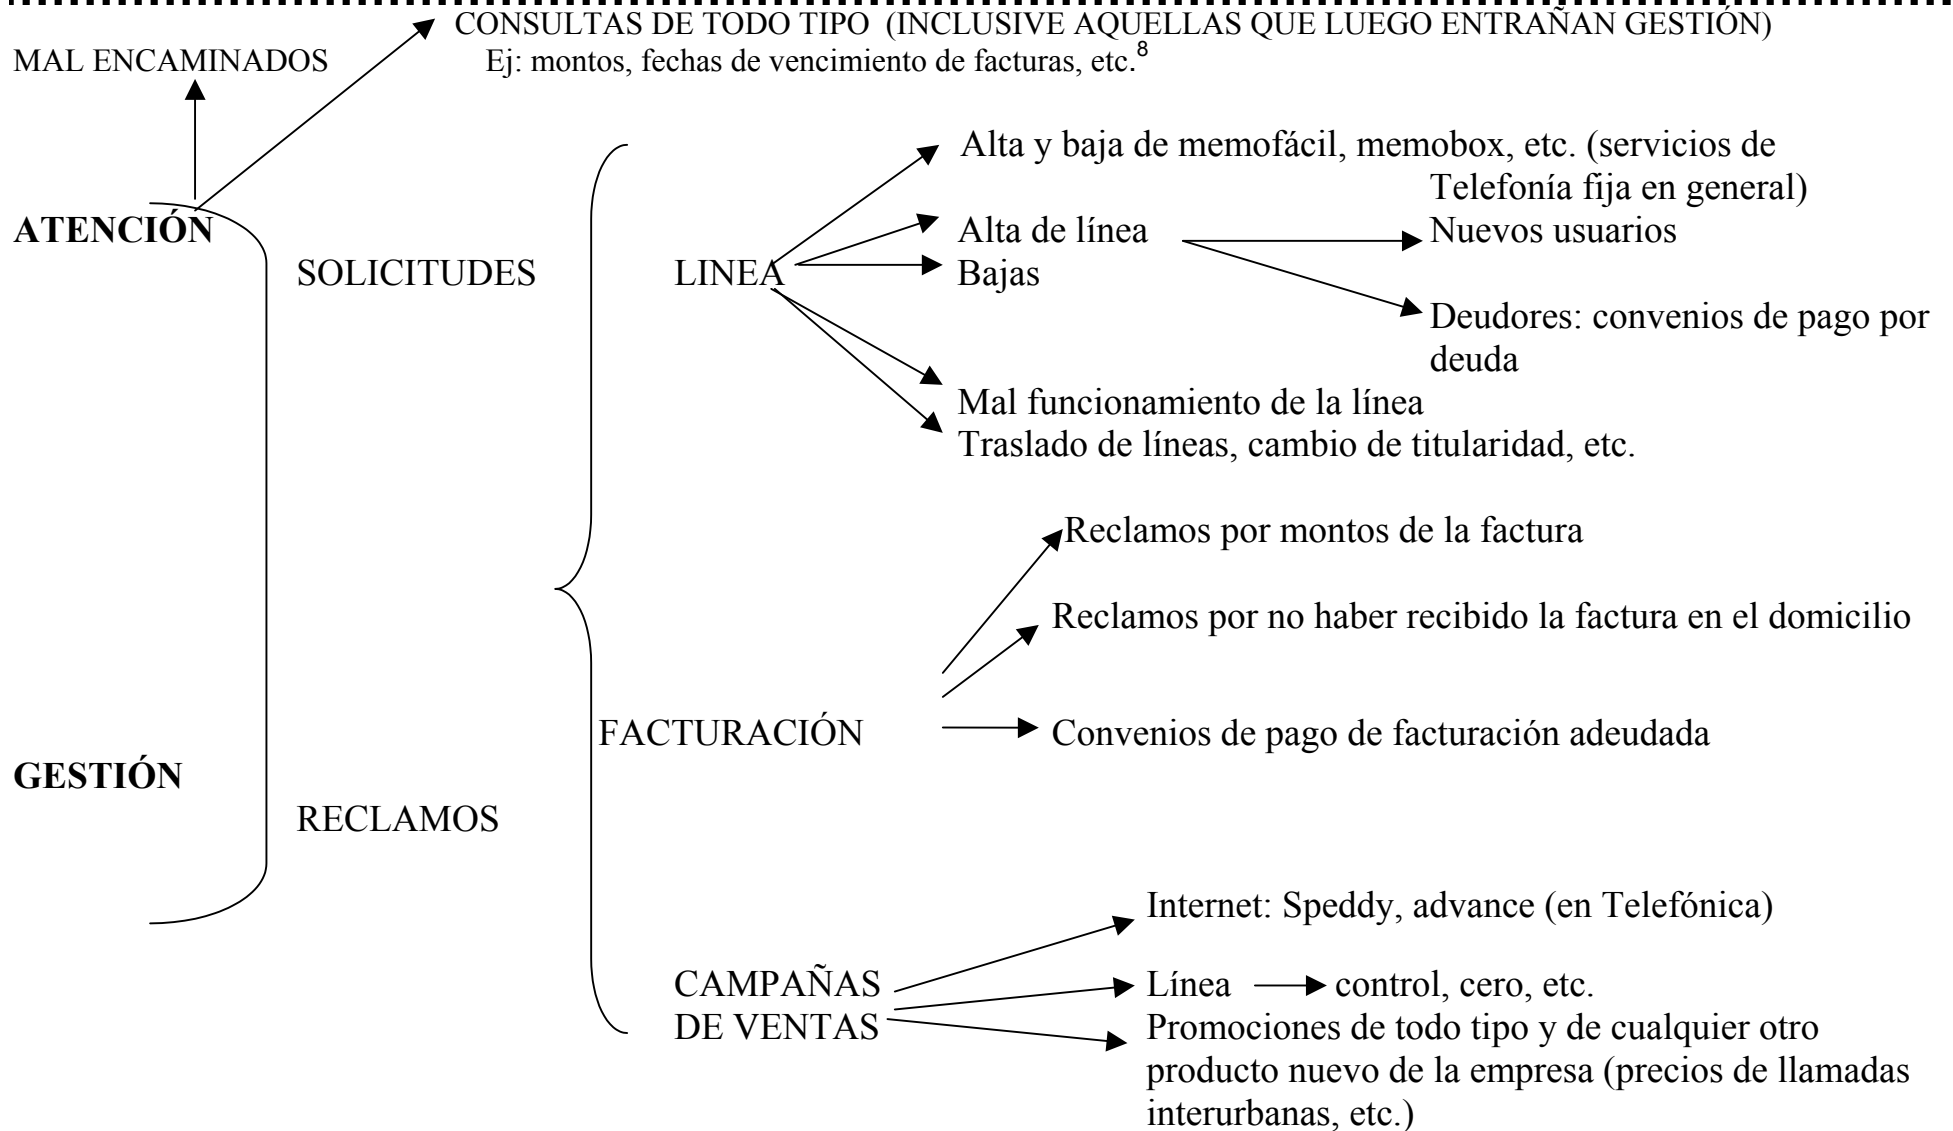 CONSULTAS DE TODO TIPO (INCLUSIVE AQUELLAS QUE LUEGO ENTRAÑAN GESTIÓN)
MAL ENCAMINADOS
Ej: montos, fechas de vencimiento de facturas, etc.8
Alta y baja de memofácil, memobox, etc. (servicios de
Telefonía fija en general)
ATENCIÓN
Alta de línea
Nuevos usuarios
SOLICITUDES
LINEA
Bajas
Deudores: convenios de pago por
deuda
Mal funcionamiento de la línea
Traslado de líneas, cambio de titularidad, etc.
Reclamos por montos de la factura
Reclamos por no haber recibido la factura en el domicilio
FACTURACIÓN
Convenios de pago de facturación adeudada
GESTIÓN
RECLAMOS
Internet: Speddy, advance (en Telefónica)
CAMPAÑAS
DE VENTAS
Línea
control, cero, etc.
Promociones de todo tipo y de cualquier otro
producto nuevo de la empresa (precios de llamadas
interurbanas, etc.)